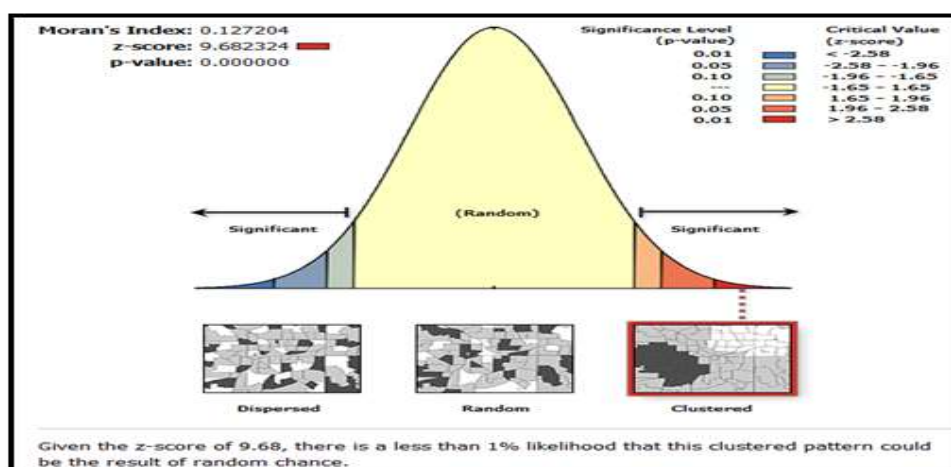 Moran's Index: 0.127204
z-score: 9.682324
p-value: 0.000000
Significance Level
(p-value)
Critical Value
(z-score)
0.01 < -2.58
0.05 -2.58 - -1.96
0.10 -1.96 - -1.65
--- -1.65 - 1.65
0.10 1.65 - 1.96
0.05 1.96 - 2.58
0.01 > 2.58
(Random)
Significant
Significant
Dispersed
Random
Clustered
Given the z-score of 9.68, there is a less than 1% likelihood that this clustered pattern could
be the result of random chance.